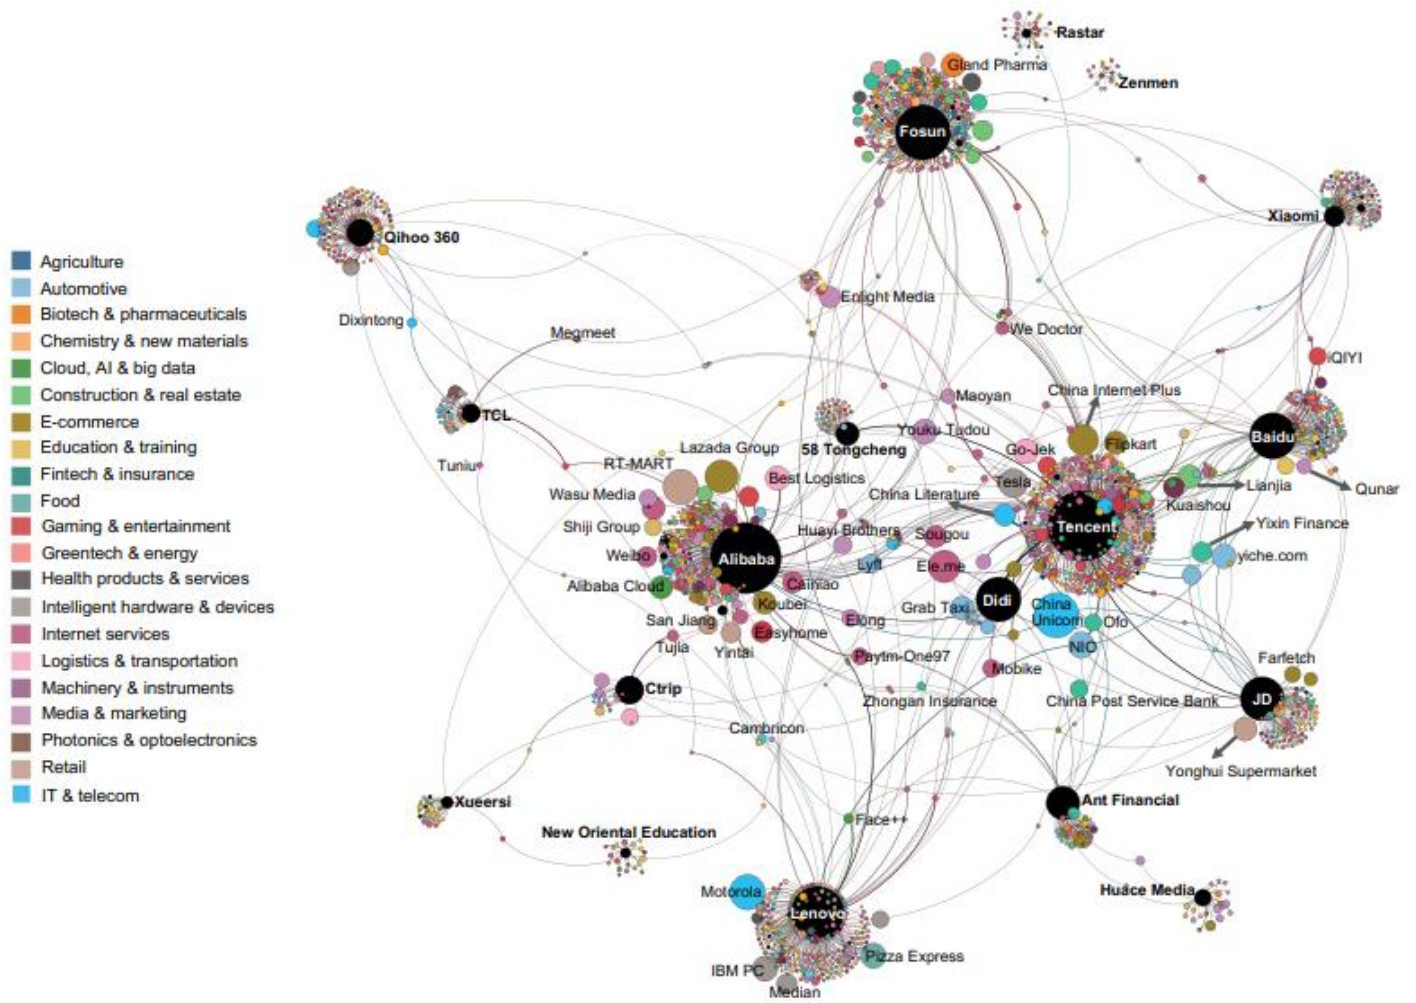 Rastar
Gland Pharma
Zenmen
Fosun
Xiaomi
Qihoo 360
Agriculture
Automotive
Biotech & pharmaceuticals
Chemistry & new materials
Cloud, AI & big data
Construction & real estate
E-commerce
Education & training
Fintech & insurance
Food
Gaming & entertainment
Greentech & energy
Health products & services
Intelligent hardware & devices
Internet services
Logistics & transportation
Machinery & instruments
Media & marketing
Photonics & optoelectronics
Retail
IT & telecom
Enlight Media
Dixintong
Megmeet
We Doctor
iQIYI
China Internet Plus
Maoyan
TCL
Youku Tudou
Flipkart
Baidu
58 Tongcheng
Go-Jek
Lazada Group
RT-MART
Tuniu
Best Logistics
Tesla
Lianjia
Qunar
Wasu Media
China Literature
Kuaishou
Shiji Group
Huayi Brothers
Sougou
Tencent
Yixin Finance
Weibo
Alibaba
Lyft
Ele.me
yiche.com
Alibaba Cloud
Cainiao
Koubei
Grab Taxi
Didi
China
Unicom
Ofo
San Jiang
Easyhome
Elong
Tujia
Yintai
Paytm-One97
NIO
Farfetch
Mobike
Ctrip
Zhongan Insurance
China Post Service Bank
JD
Cambricon
Yonghui Supermarket
Xueersi
Ant Financial
Face++
New Oriental Education
Motorola
Lenovo
Huace Media
Pizza Express
IBM PC
Median